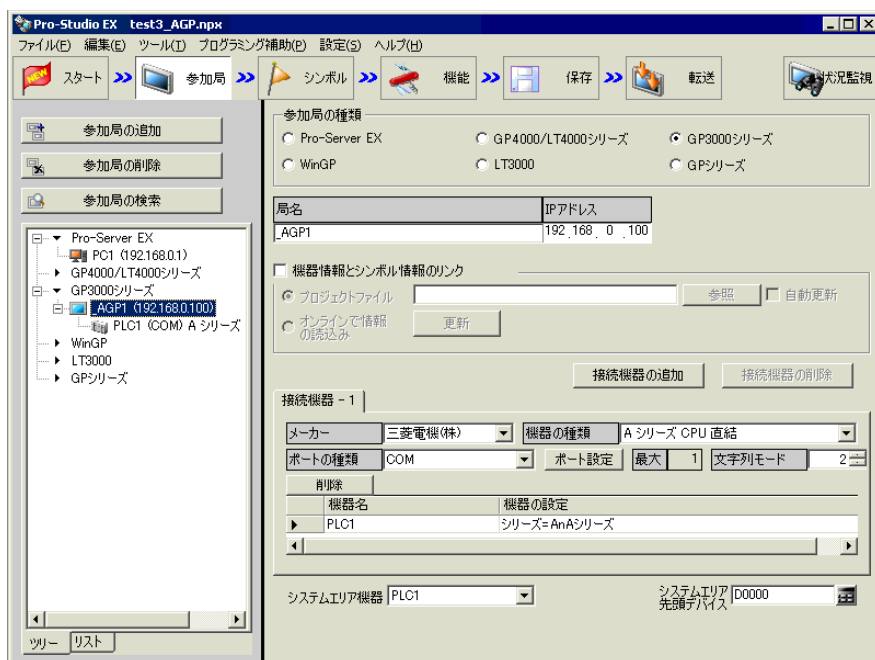 Pro-Studio EX test3_AGP.npx
ファイル(F) 編集(E) ツール(T) プログラミング補助(P) 設定(S) ヘルプ(H)
NEW スタート 参加局 シンボル 機能 保存 転送 状況監視
参加局の追加
参加局の削除
参加局の検索
Pro-Server EX
PC1 (192.168.0.1)
GP4000/LT4000シリーズ
GP3000シリーズ
_AGP1 (192.168.0.100)
PLC1 (COM) A シリーズ
WinGP
LT3000
GPシリーズ
ツリー リスト
参加局の種類
Pro-Server EX GP4000/LT4000シリーズ GP3000シリーズ
WinGP LT3000 GPシリーズ
局名 IPアドレス
_AGP1 192.168. 0 .100
機器情報とシンボル情報のリンク
プロジェクトファイル 参照 自動更新
オンラインで情報の読込み 更新
接続機器の追加 接続機器の削除
接続機器 - 1
メーカー 三菱電機(株) 機器の種類 A シリーズ CPU 直結
ポートの種類 COM ポート設定 最大 1 文字列モード 2
削除
機器名 機器の設定
PLC1 シリーズ=AnAシリーズ
システムエリア機器 PLC1 システムエリア先頭デバイス D0000